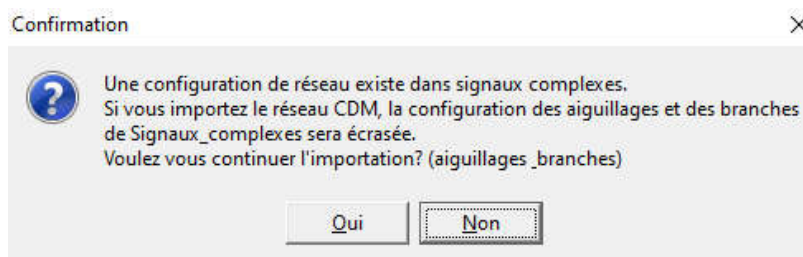 Confirmation
Une configuration de réseau existe dans signaux complexes.
Si vous importez le réseau CDM, la configuration des aiguillages et des branches
de Signaux_complexes sera écrasée.
Voulez vous continuer l'importation? (aiguillages_branches)
Oui Non